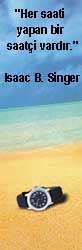 "Her saati
yapan bir
saatçi vardır."
Isaac B. Singer